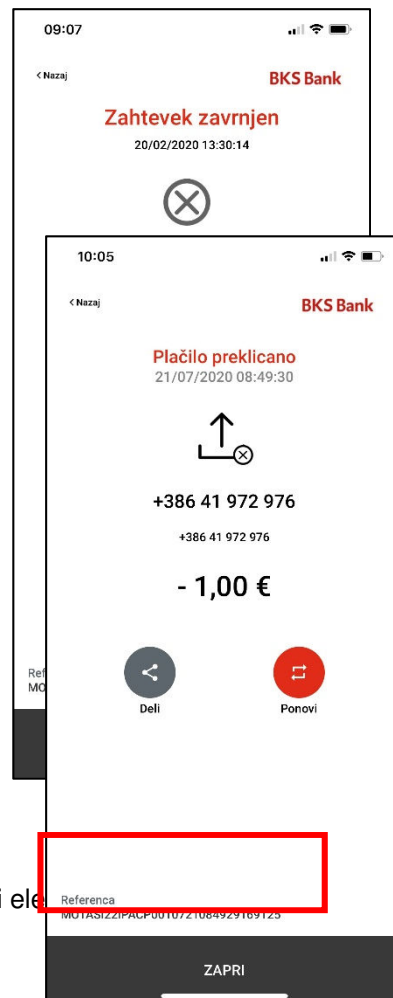 09:07
< Nazaj
BKS Bank
Zahtevek zavrnjen
20/02/2020 13:30:14
10:05
< Nazaj
BKS Bank
Plačilo preklicano
21/07/2020 08:49:30
+386 41 972 976
+386 41 972 976
- 1,00 €
Deli
Ponovi
Referenca
MOTASI22IPACP0010721084929169125
ZAPRI